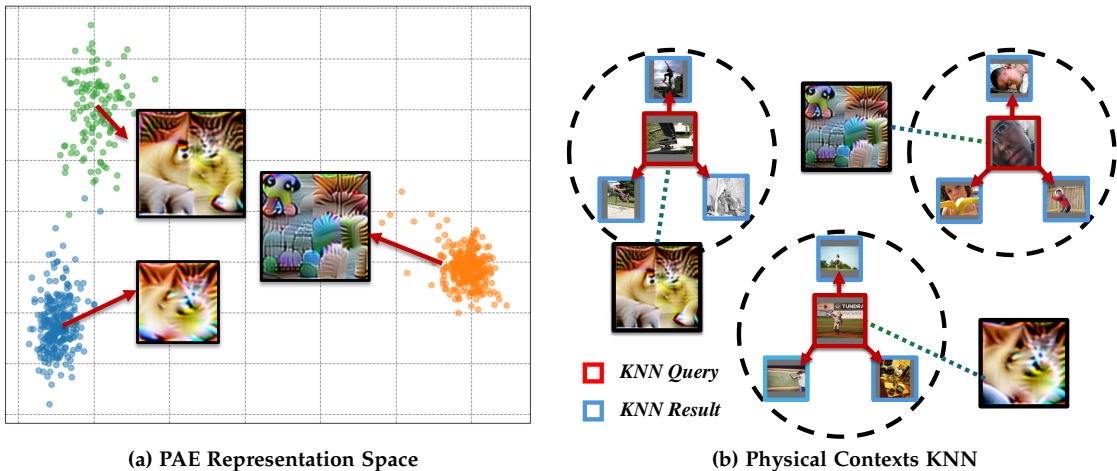 TUNDRA
KNN Query
KNN Result
(a) PAE Representation Space
(b) Physical Contexts KNN